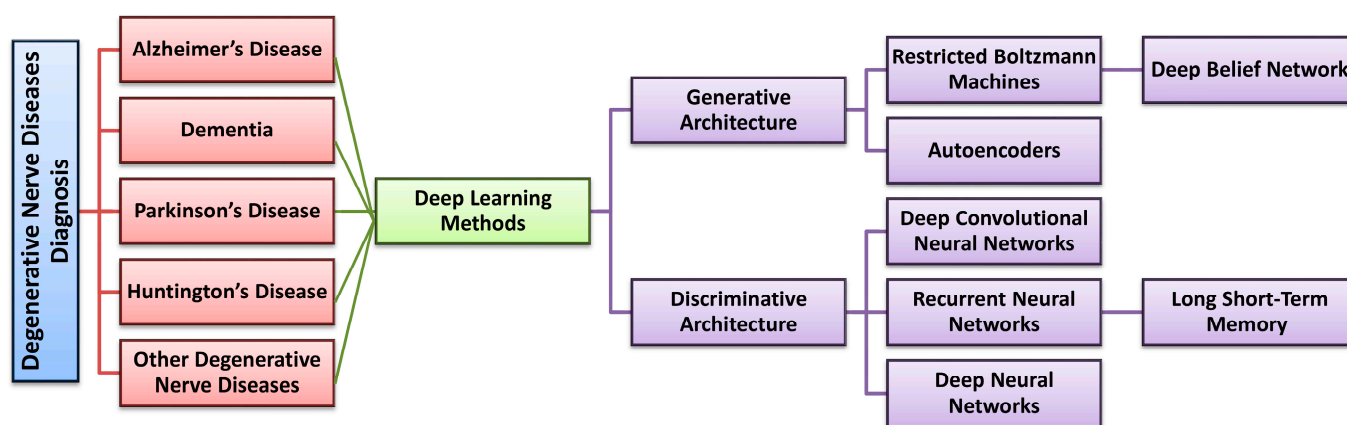 Degenerative Nerve Diseases
Diagnosis
Alzheimer’s Disease
Dementia
Parkinson’s Disease
Huntington’s Disease
Other Degenerative
Nerve Diseases
Deep Learning
Methods
Generative
Architecture
Restricted Boltzmann
Machines
Deep Belief Network
Autoencoders
Discriminative
Architecture
Deep Convolutional
Neural Networks
Recurrent Neural
Networks
Long Short-Term
Memory
Deep Neural
Networks